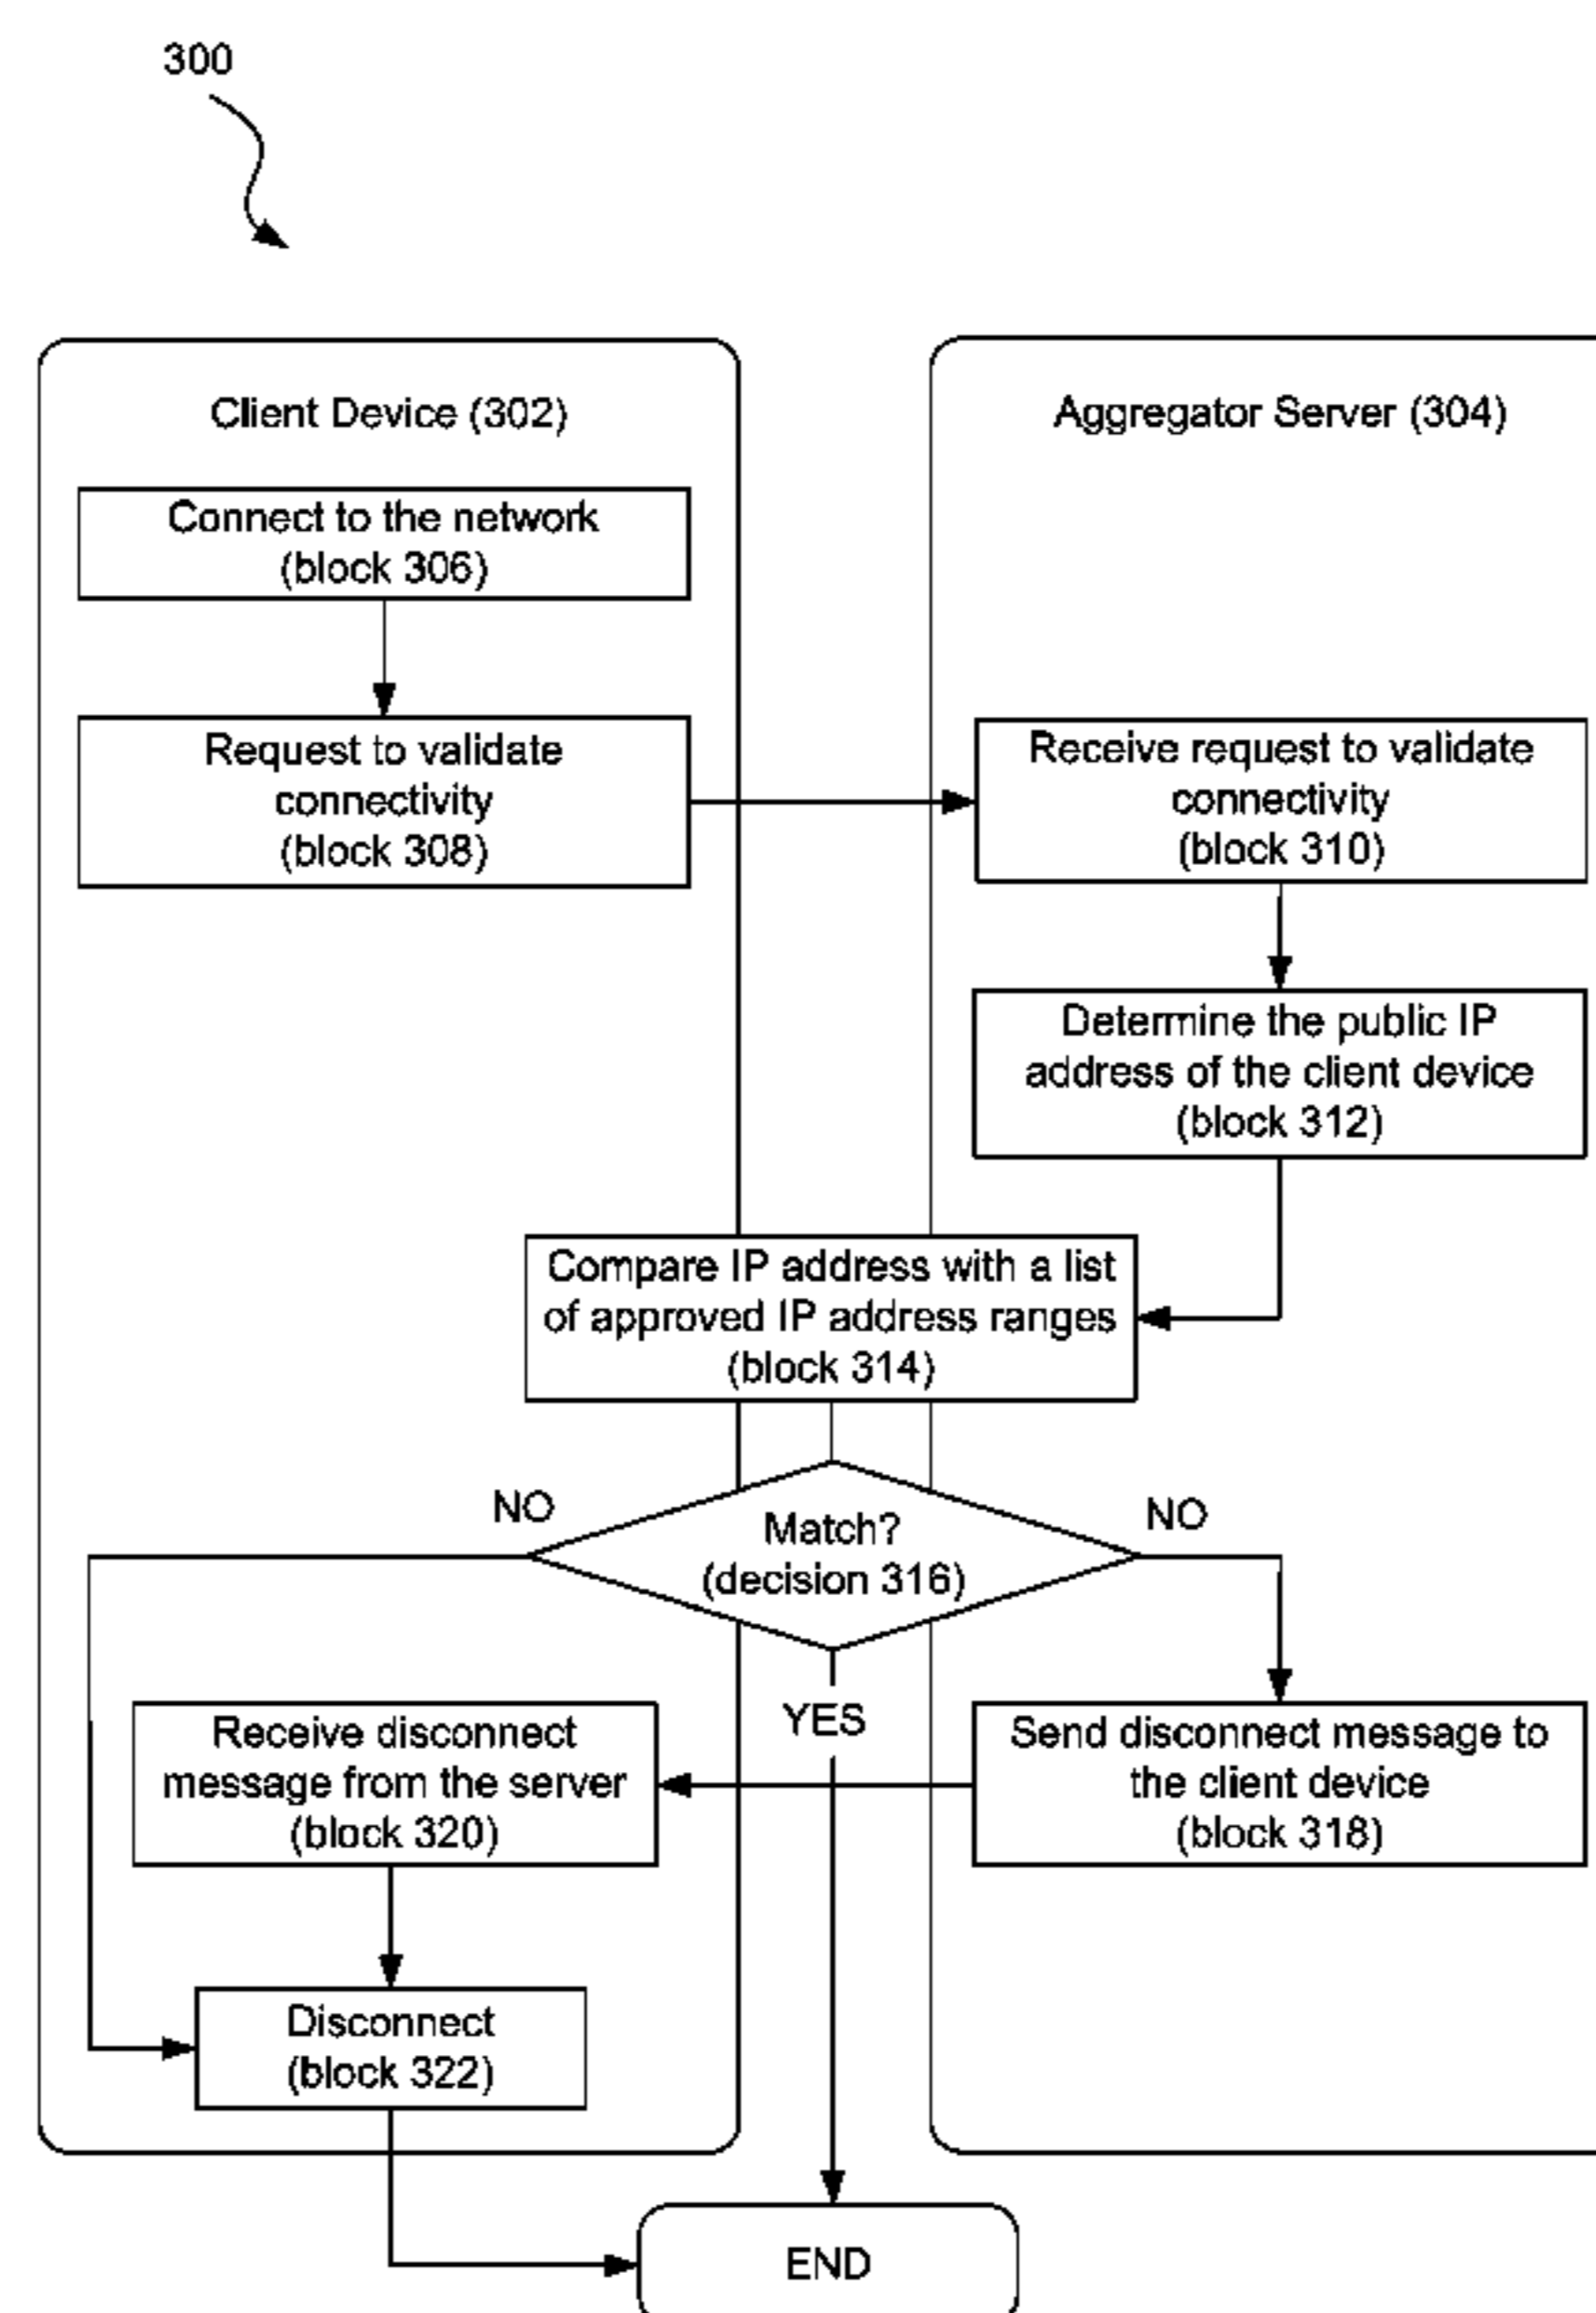 300
Client Device (302)
Aggregator Server (304)
Connect to the network
(block 306)
Request to validate
connectivity
(block 308)
Receive request to validate
connectivity
(block 310)
Determine the public IP
address of the client device
(block 312)
Compare IP address with a list
of approved IP address ranges
(block 314)
NO
Match?
(decision 316)
NO
YES
Receive disconnect
message from the server
(block 320)
Send disconnect message to
the client device
(block 318)
Disconnect
(block 322)
END